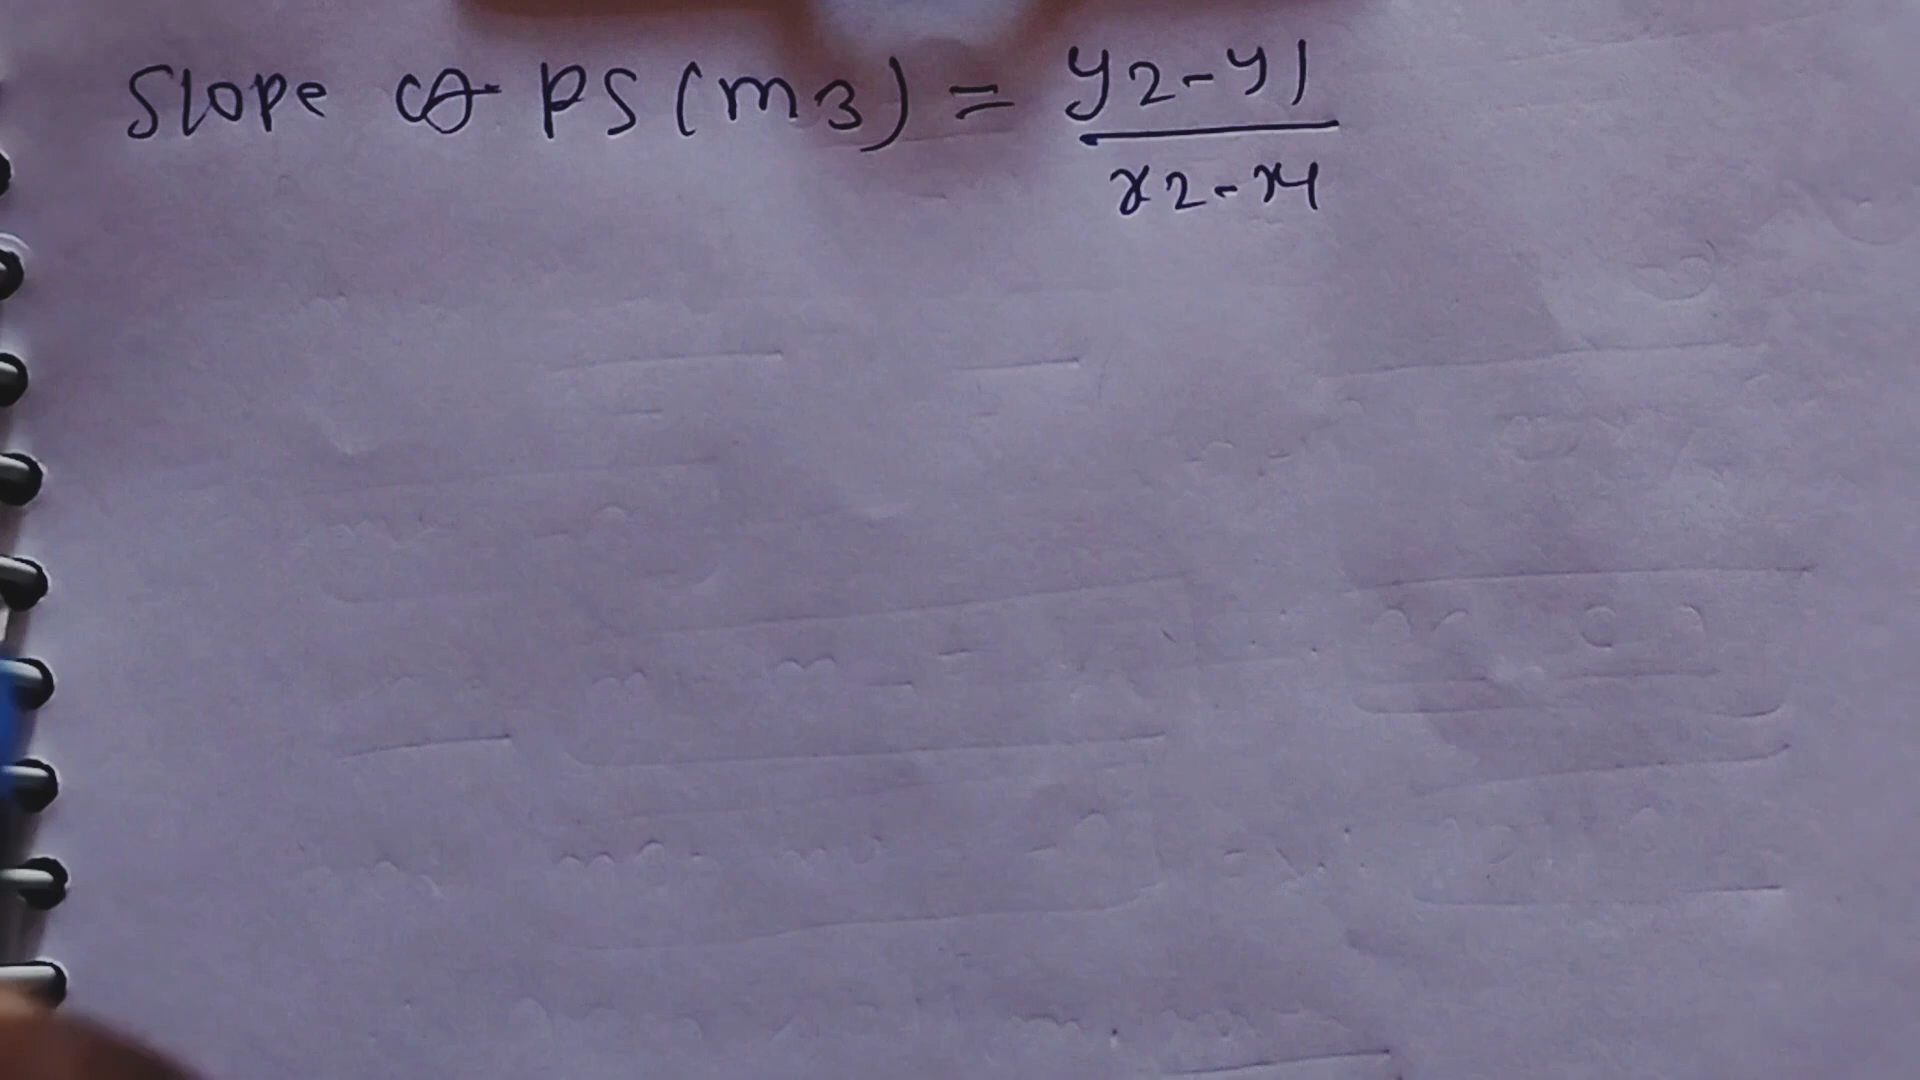 Slope of PS (m3) = y2-y1
x2-x1